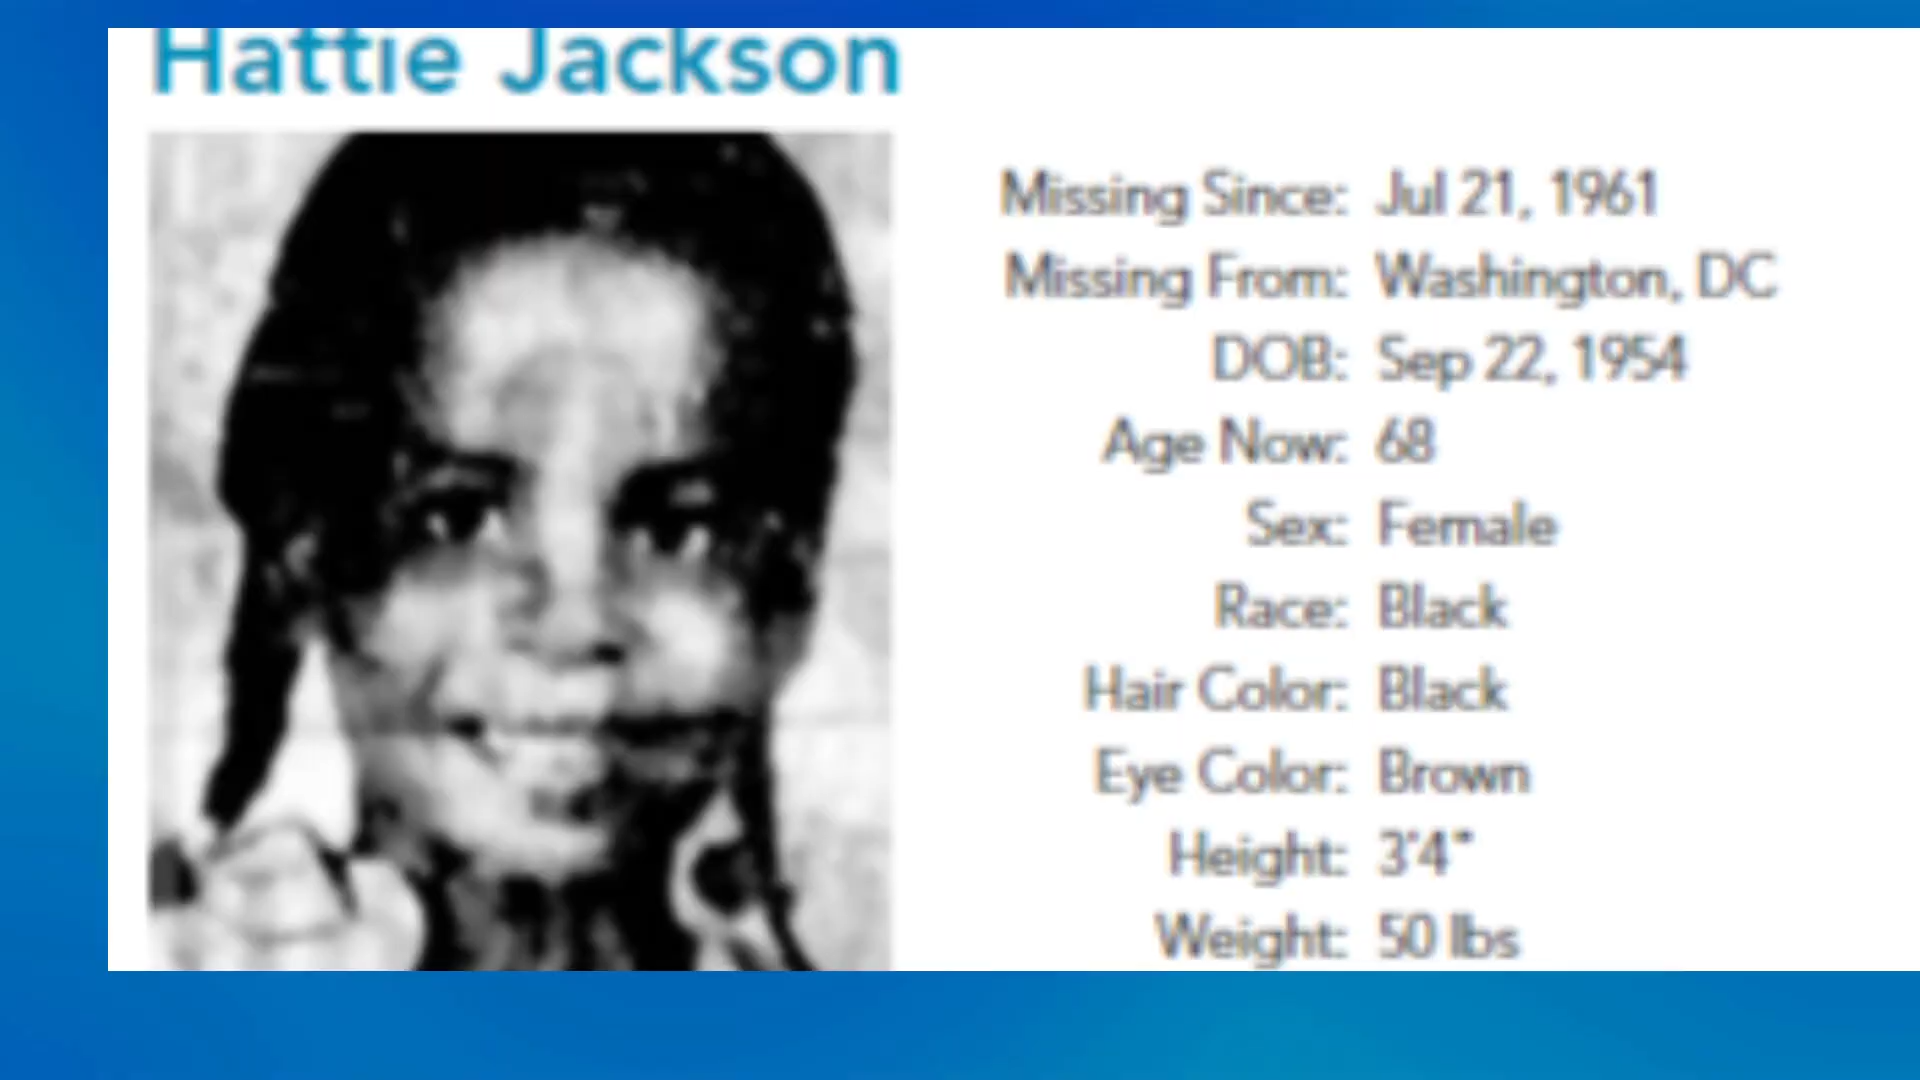 Hattie Jackson
Missing Since: Jul 21, 1961
Missing From: Washington, DC
DOB: Sep 22, 1954
Age Now: 68
Sex: Female
Race: Black
Hair Color: Black
Eye Color: Brown
Height: 3'4"
Weight: 50 lbs